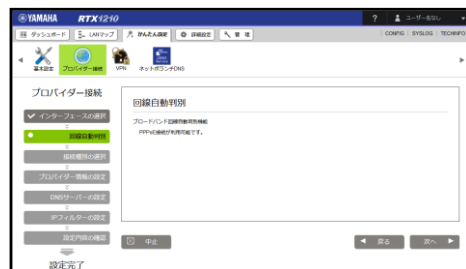 YAMAHA RTX1210
? ユーザー名なし
ダッシュボード LANマップ かんたん設定 詳細設定 管理 CONFIG SYSLOG TECHINFO
基本設定 プロバイダー接続 VPN ネットボランチDNS
プロバイダー接続
インターフェースの選択
回線自動判別
接続種別の選択
プロバイダー情報の設定
DNSサーバーの設定
IPフィルターの設定
設定内容の確認
設定完了
回線自動判別
ブロードバンド回線自動判別機能
PPPoE接続が利用可能です。
中止 戻る 次へ